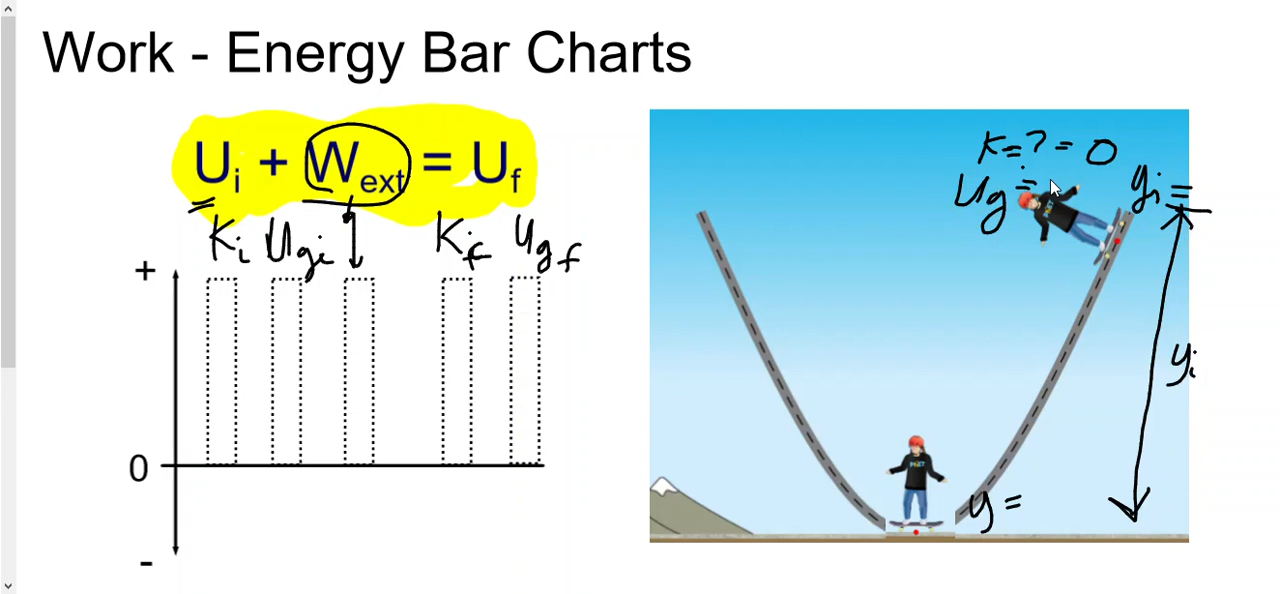 Work - Energy Bar Charts
Ui + Wext = Uf
Ki Ugi Kf Ugf
+
0
-
K=? = 0
Ug =
yi =
yi
y =